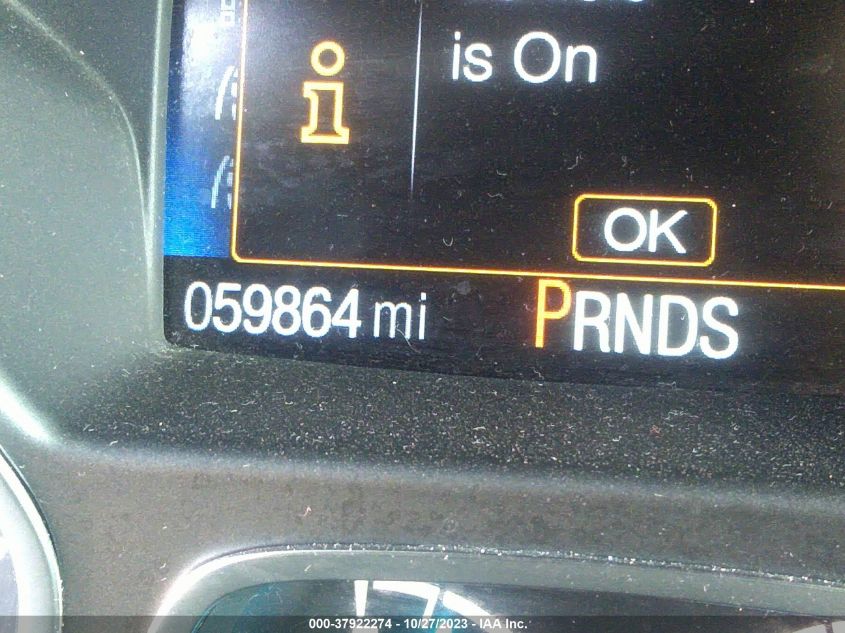 is On
OK
059864 mi
PRNDS
000-37922274 - 10/27/2023 - IAA Inc.